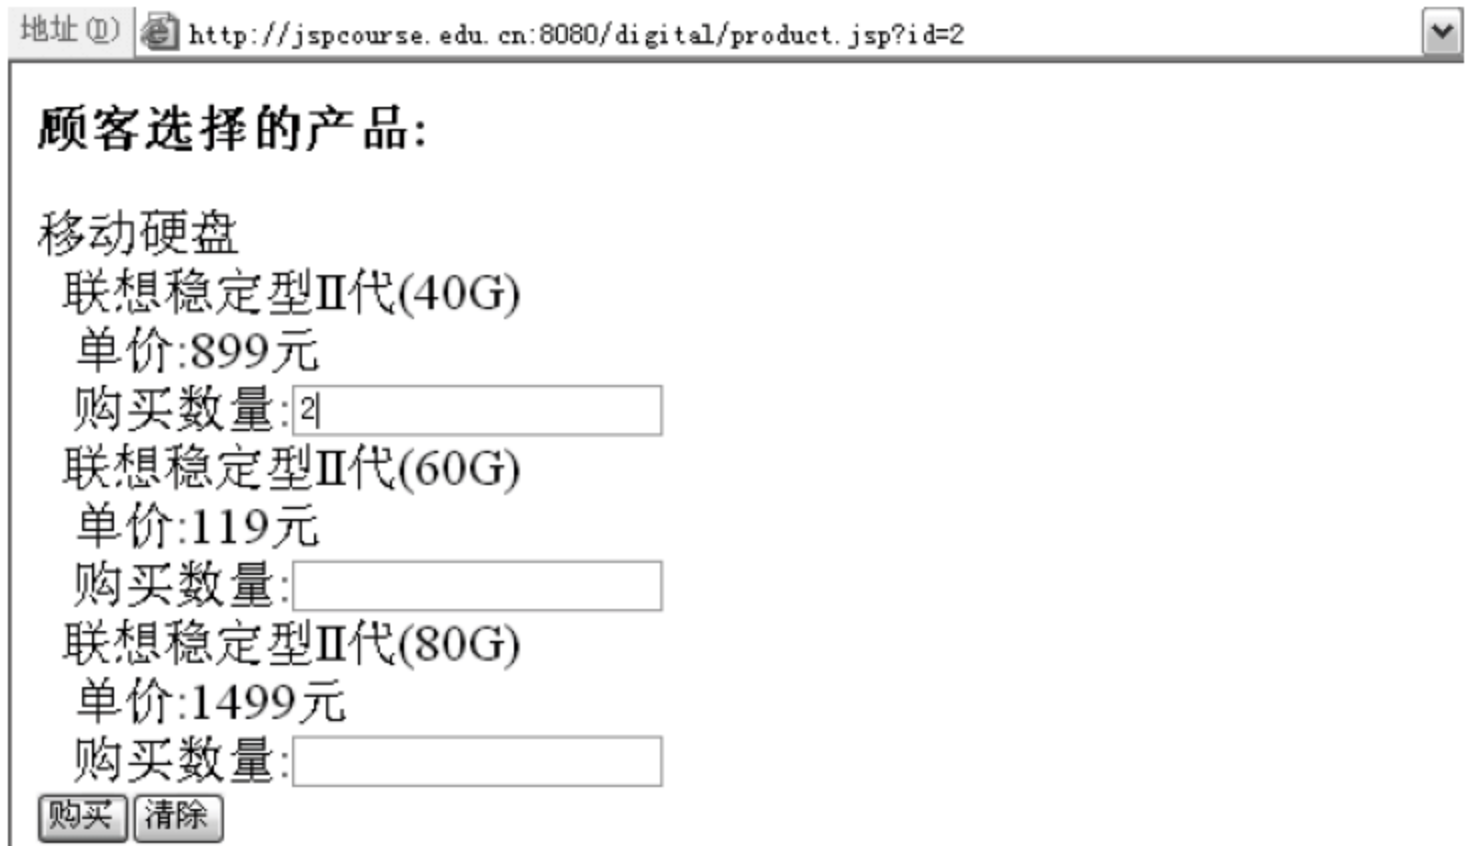 地址(D) http://jspcourse.edu.cn:8080/digital/product.jsp?id=2
顾客选择的产品:
移动硬盘
联想稳定型Ⅱ代(40G)
单价:899元
购买数量:2
联想稳定型Ⅱ代(60G)
单价:119元
购买数量:
联想稳定型Ⅱ代(80G)
单价:1499元
购买数量:
购买 清除